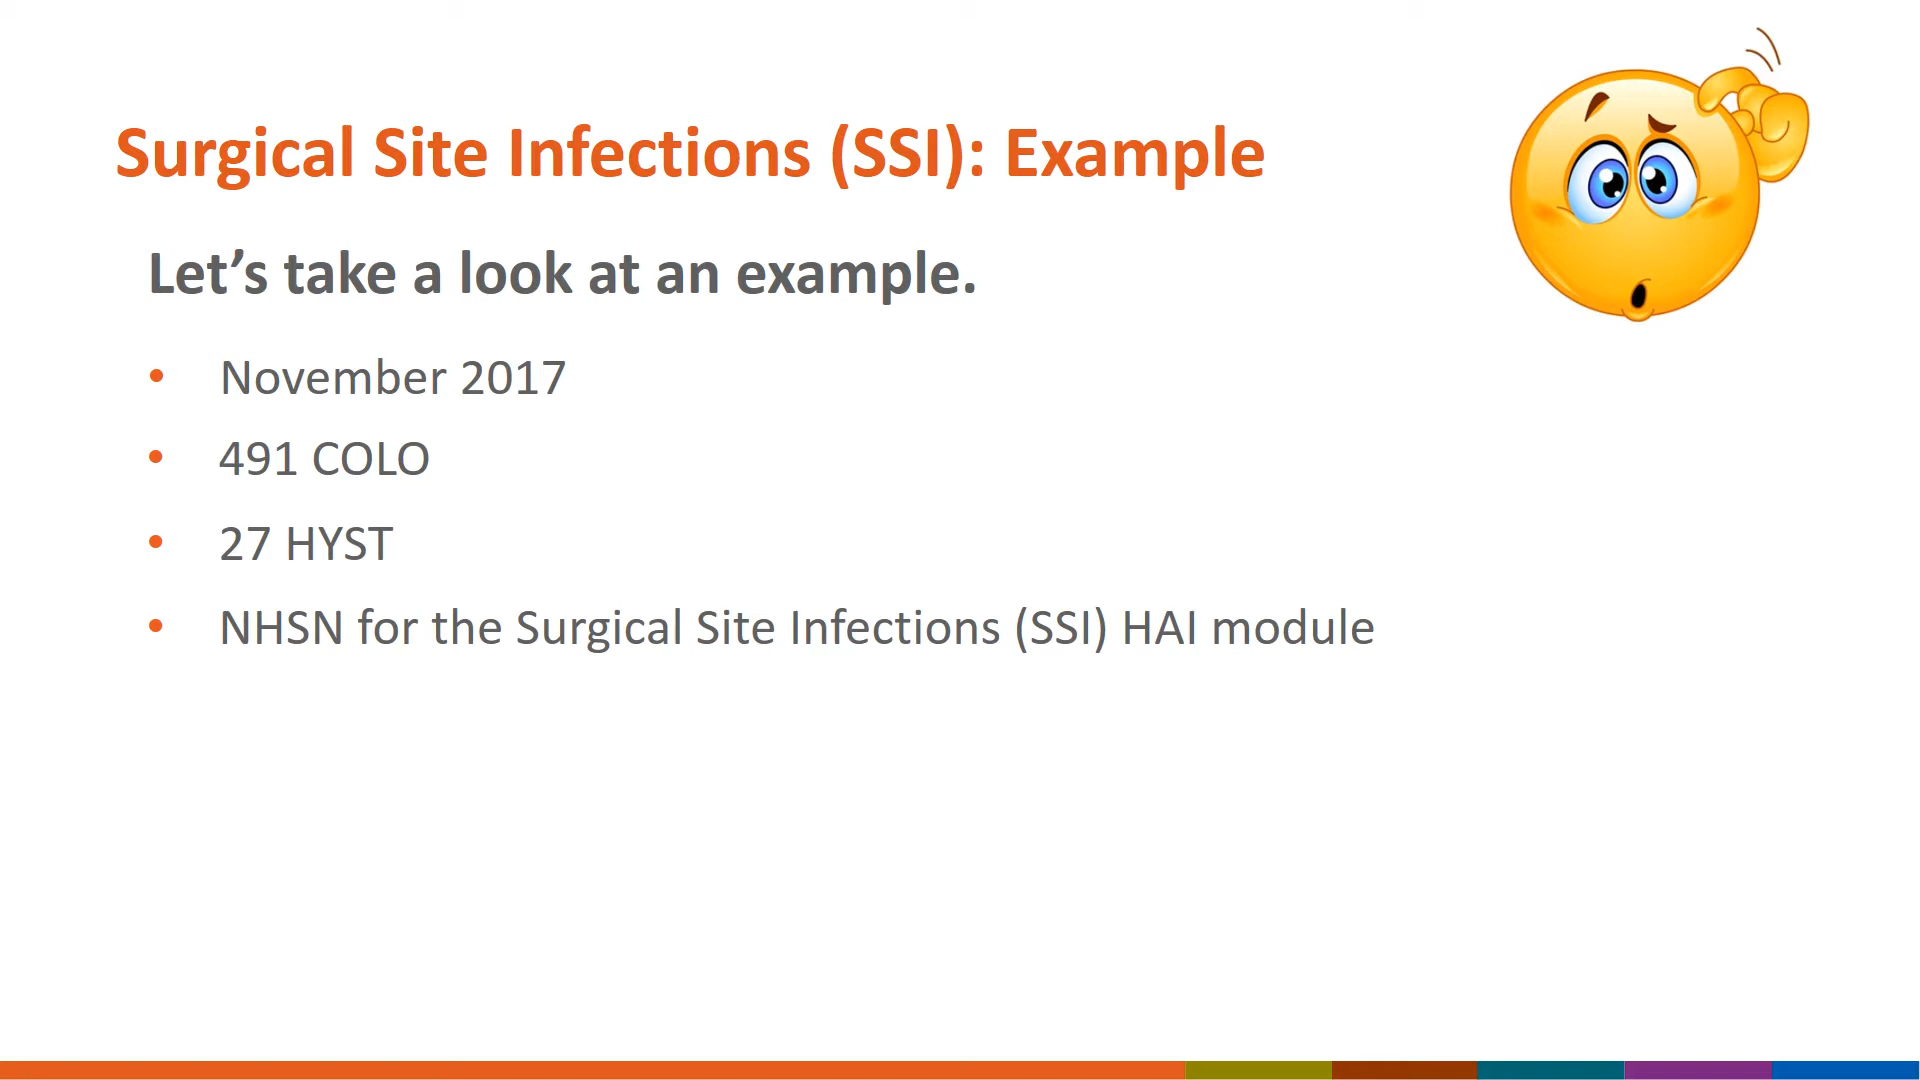 Surgical Site Infections (SSI): Example
Let’s take a look at an example.
• November 2017
• 491 COLO
• 27 HYST
• NHSN for the Surgical Site Infections (SSI) HAI module